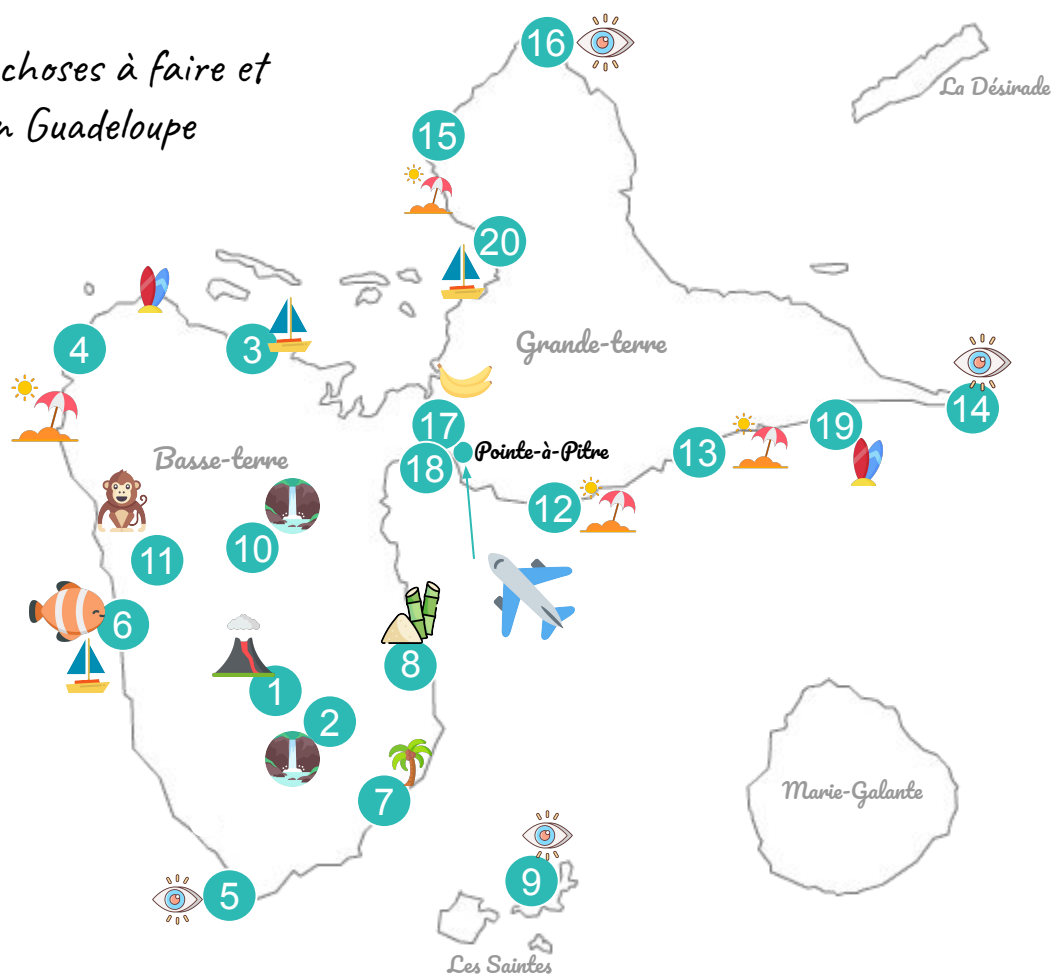 choses à faire et
n Guadeloupe
16
La Désirade
15
20
Grande-terre
4
3
14
17
Pointe-à-Pitre
13
19
Basse-terre
18
12
10
11
6
8
1
2
7
Marie-Galante
9
5
Les Saintes